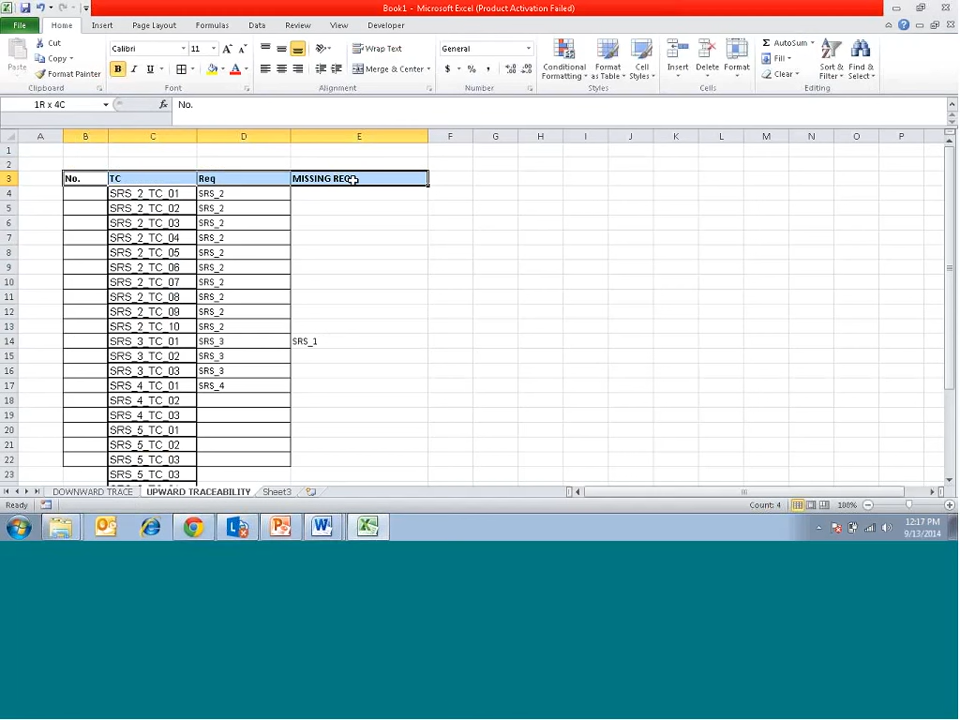 Book1 - Microsoft Excel (Product Activation Failed)
File Home Insert Page Layout Formulas Data Review View Developer
Paste
Cut
Copy
Format Painter
Clipboard
Calibri 11
B I U
Font
Wrap Text
Merge & Center
Alignment
General
$ % ,
Number
Conditional Formatting
Format as Table
Cell Styles
Styles
Insert Delete Format
Cells
AutoSum
Fill
Clear
Sort & Filter
Find & Select
Editing
1R x 4C fx No.
A B C D E F G H I J K L M N O P
1
2
3 No. TC Req
4 SRS_2_TC_01 SRS_2
5 SRS_2_TC_02 SRS_2
6 SRS_2_TC_03 SRS_2
7 SRS_2_TC_04 SRS_2
8 SRS_2_TC_05 SRS_2
9 SRS_2_TC_06 SRS_2
10 SRS_2_TC_07 SRS_2
11 SRS_2_TC_08 SRS_2
12 SRS_2_TC_09 SRS_2
13 SRS_2_TC_10 SRS_2
14 SRS_3_TC_01 SRS_3 SRS_1
15 SRS_3_TC_02 SRS_3
16 SRS_3_TC_03 SRS_3
17 SRS_4_TC_01 SRS_4
18 SRS_4_TC_02
19 SRS_4_TC_03
20 SRS_5_TC_01
21 SRS_5_TC_02
22 SRS_5_TC_03
23 SRS_5_TC_03
DOWNWARD TRACE UPWARD TRACEABILITY Sheet3
Ready Count: 4 100%
12:17 PM
9/13/2014